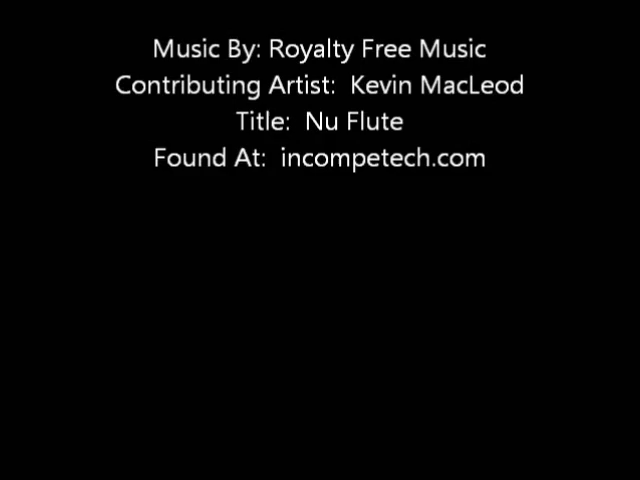 Music By: Royalty Free Music
Contributing Artist:  Kevin MacLeod
Title:  Nu Flute
Found At:  incompetech.com